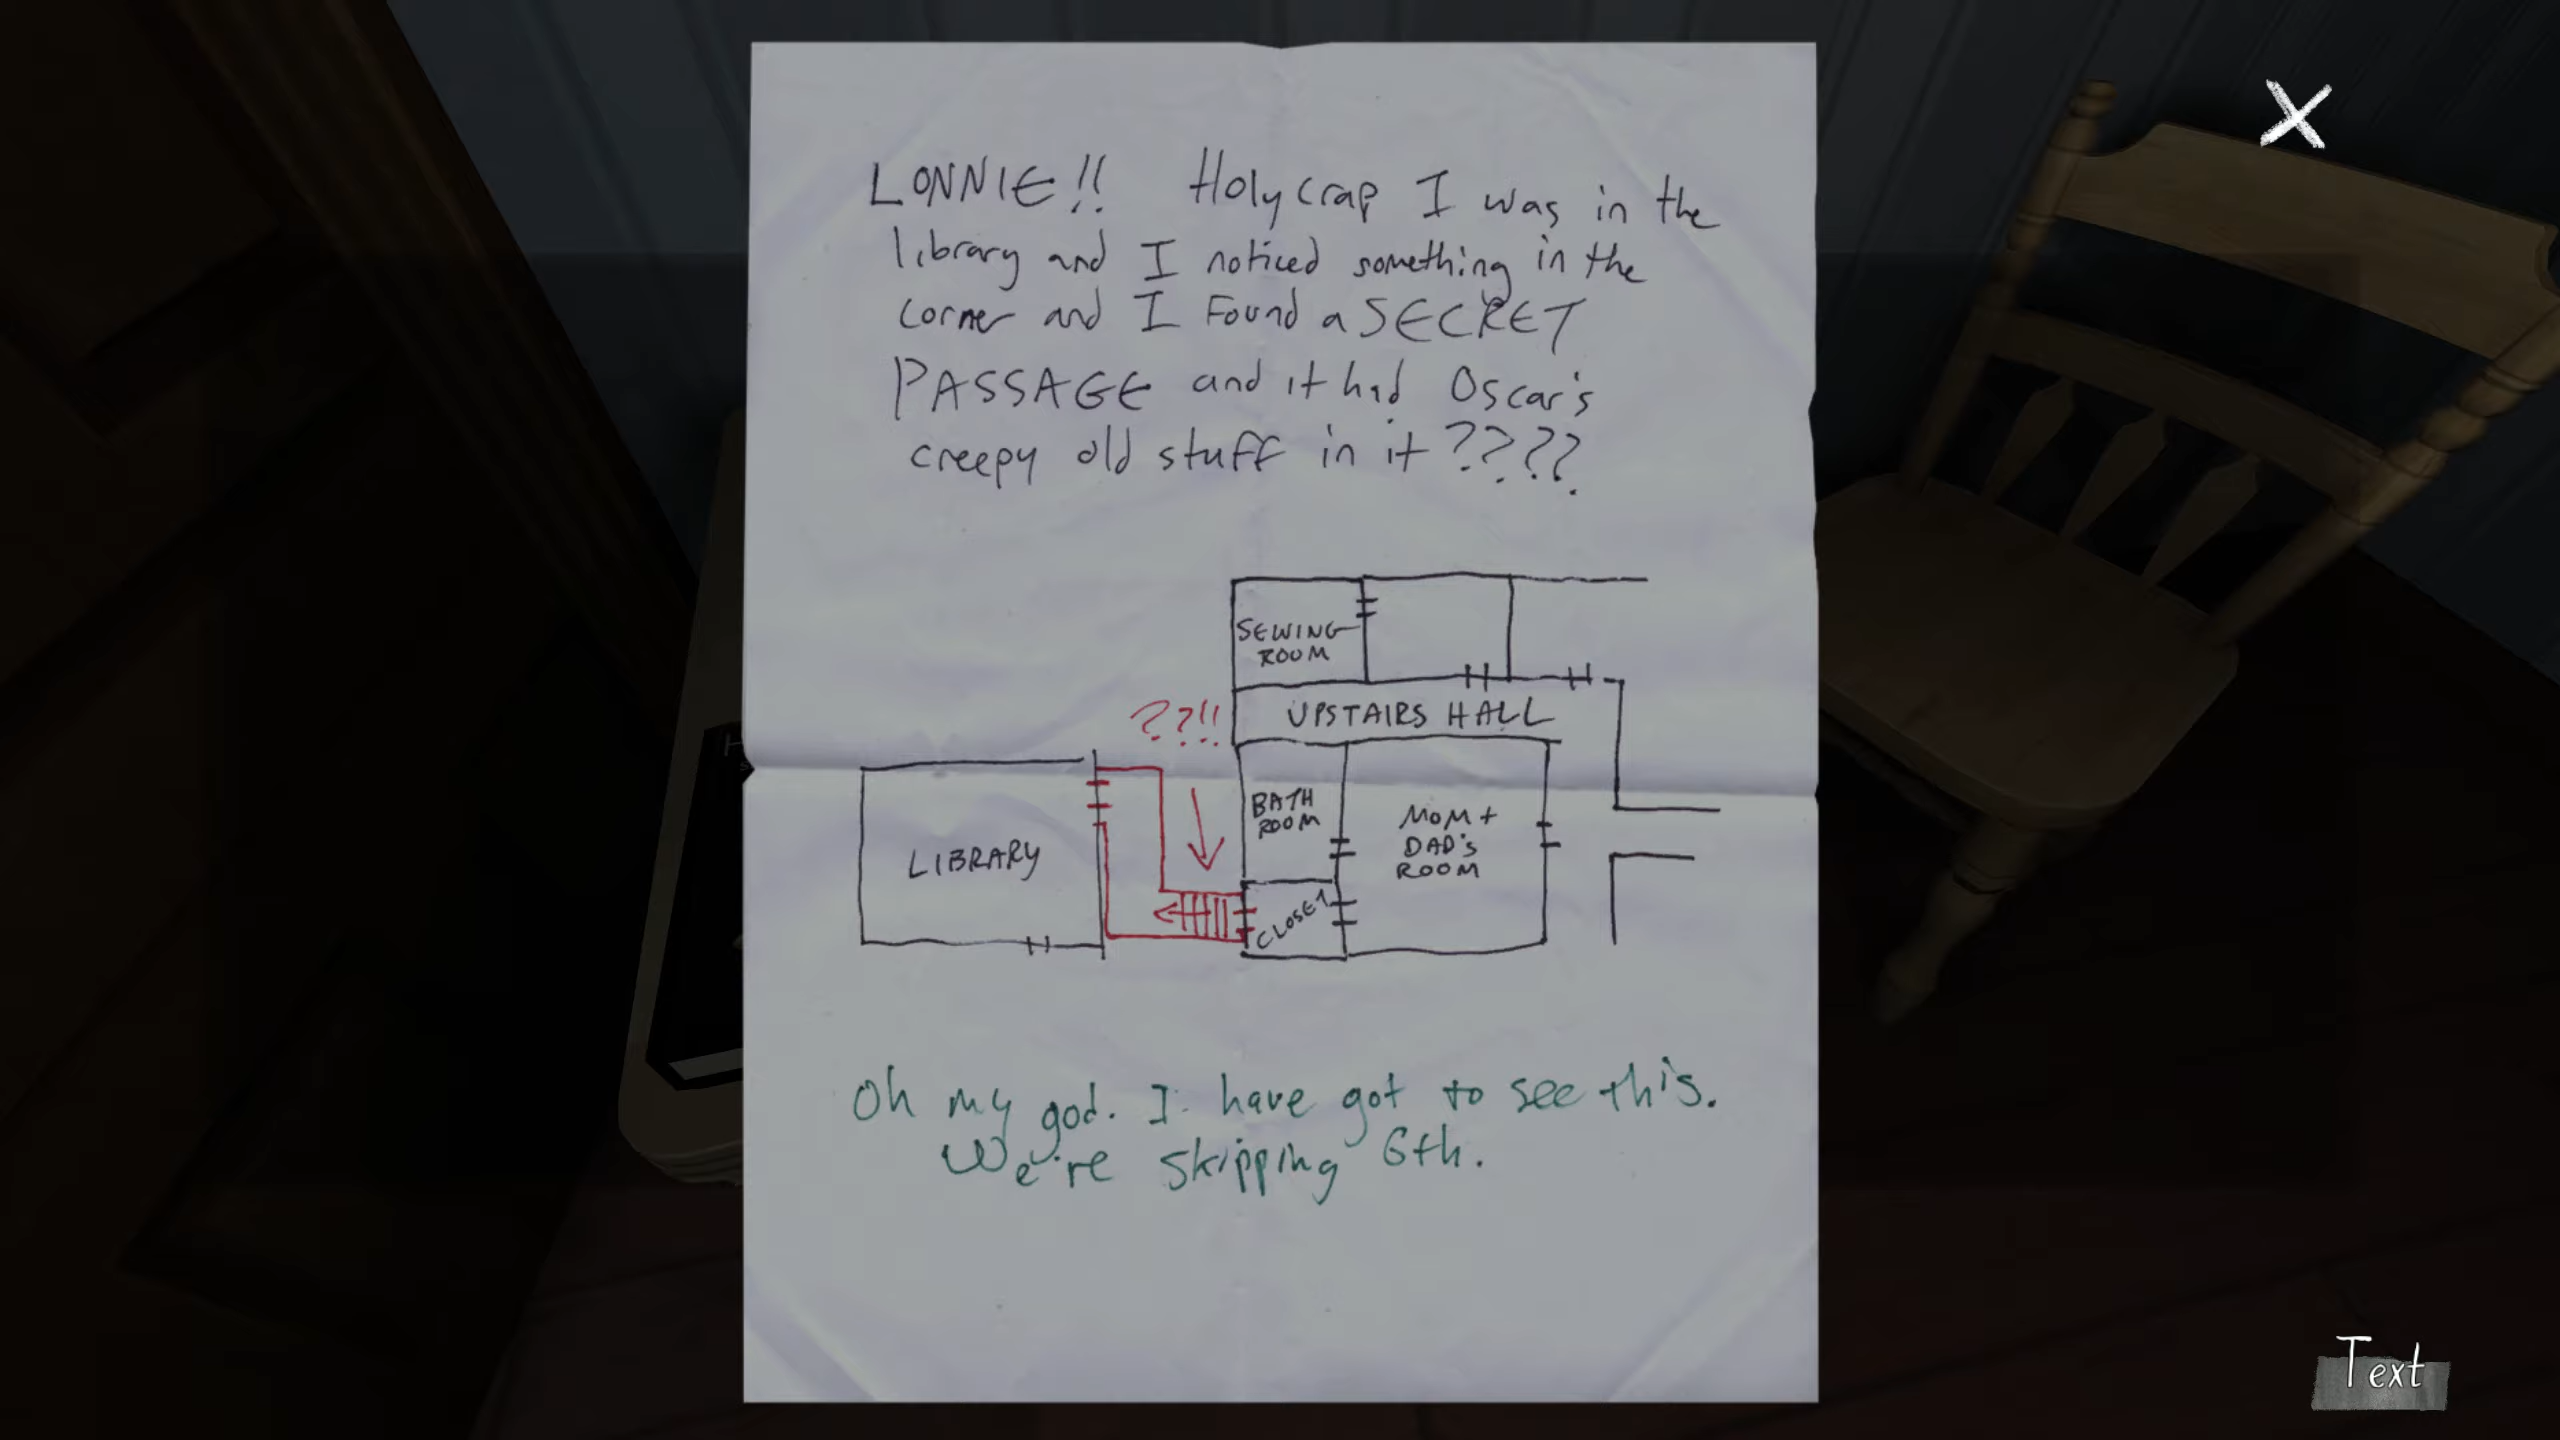 LONNIE!! Holy crap I was in the
library and I noticed something in the
corner and I Found a SECRET
PASSAGE and it had Oscar's
creepy old stuff in it????
SEWING
ROOM
UPSTAIRS HALL
??!!
BATH
ROOM
MOM +
DAD'S
ROOM
LIBRARY
CLOSET
Oh my god. I have got to see this.
We're skipping 6th.
Text